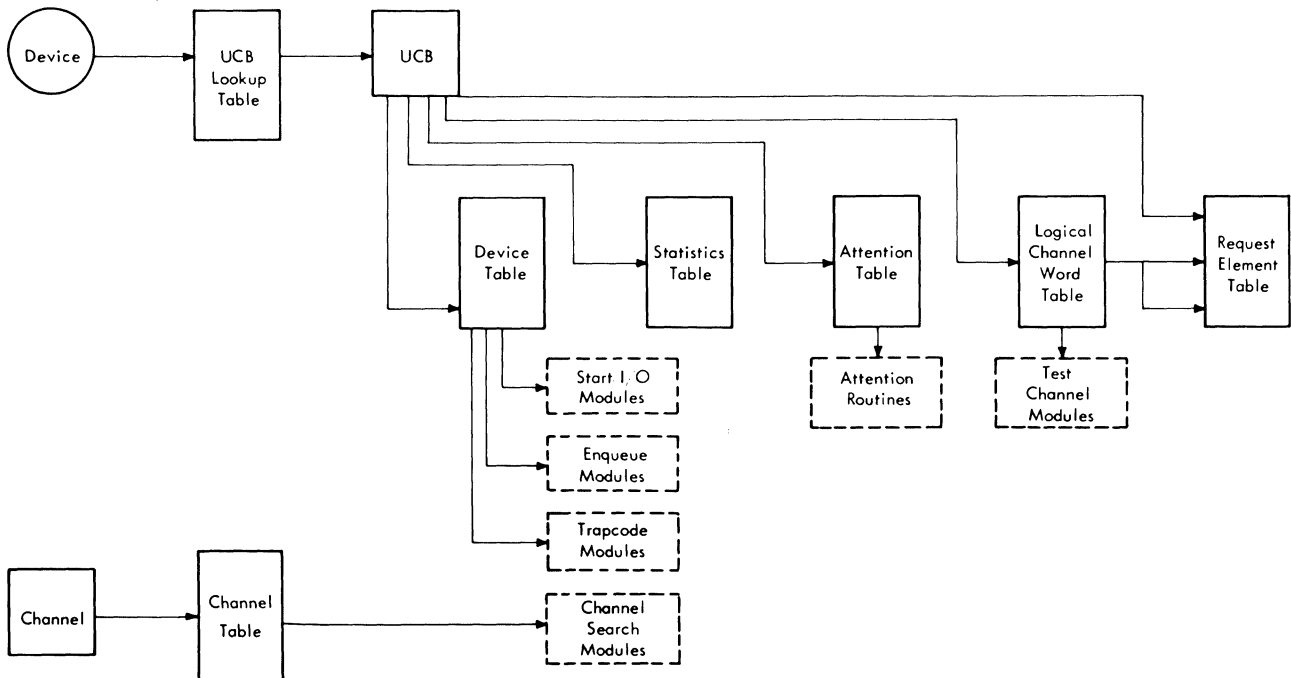 Device
UCB
Lookup
Table
UCB
Device
Table
Statistics
Table
Attention
Table
Logical
Channel
Word
Table
Request
Element
Table
Start I/O
Modules
Attention
Routines
Test
Channel
Modules
Enqueue
Modules
Trapcode
Modules
Channel
Channel
Table
Channel
Search
Modules